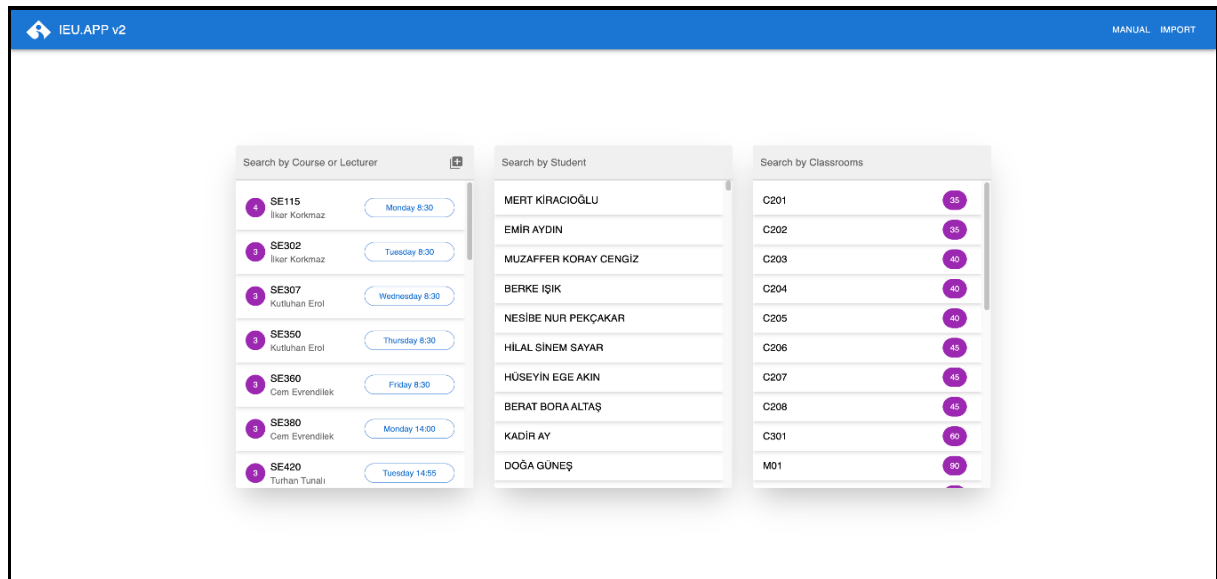 IEU.APP v2
MANUAL IMPORT
Search by Course or Lecturer
4 SE115 Monday 8:30
İlker Korkmaz
3 SE302 Tuesday 8:30
İlker Korkmaz
3 SE307 Wednesday 8:30
Kutluhan Erol
3 SE350 Thursday 8:30
Kutluhan Erol
3 SE360 Friday 8:30
Cem Evrendilek
3 SE380 Monday 14:00
Cem Evrendilek
3 SE420 Tuesday 14:55
Turhan Tunalı
Search by Student
MERT KİRACIOĞLU
EMİR AYDIN
MUZAFFER KORAY CENGİZ
BERKE IŞIK
NESİBE NUR PEKÇAKAR
HİLAL SİNEM SAYAR
HÜSEYİN EGE AKIN
BERAT BORA ALTAŞ
KADİR AY
DOĞA GÜNEŞ
Search by Classrooms
C201 35
C202 35
C203 40
C204 40
C205 40
C206 45
C207 45
C208 45
C301 60
M01 90